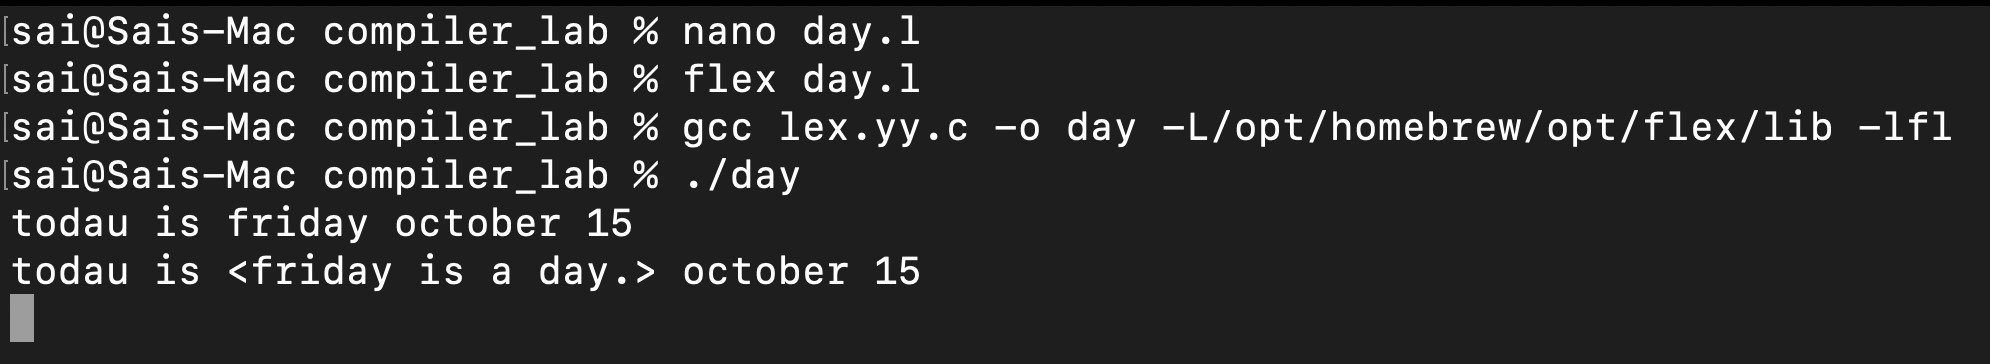 [sai@Sais-Mac compiler_lab % nano day.l
[sai@Sais-Mac compiler_lab % flex day.l
[sai@Sais-Mac compiler_lab % gcc lex.yy.c -o day -L/opt/homebrew/opt/flex/lib -lfl
[sai@Sais-Mac compiler_lab % ./day
todau is friday october 15
todau is <friday is a day.> october 15